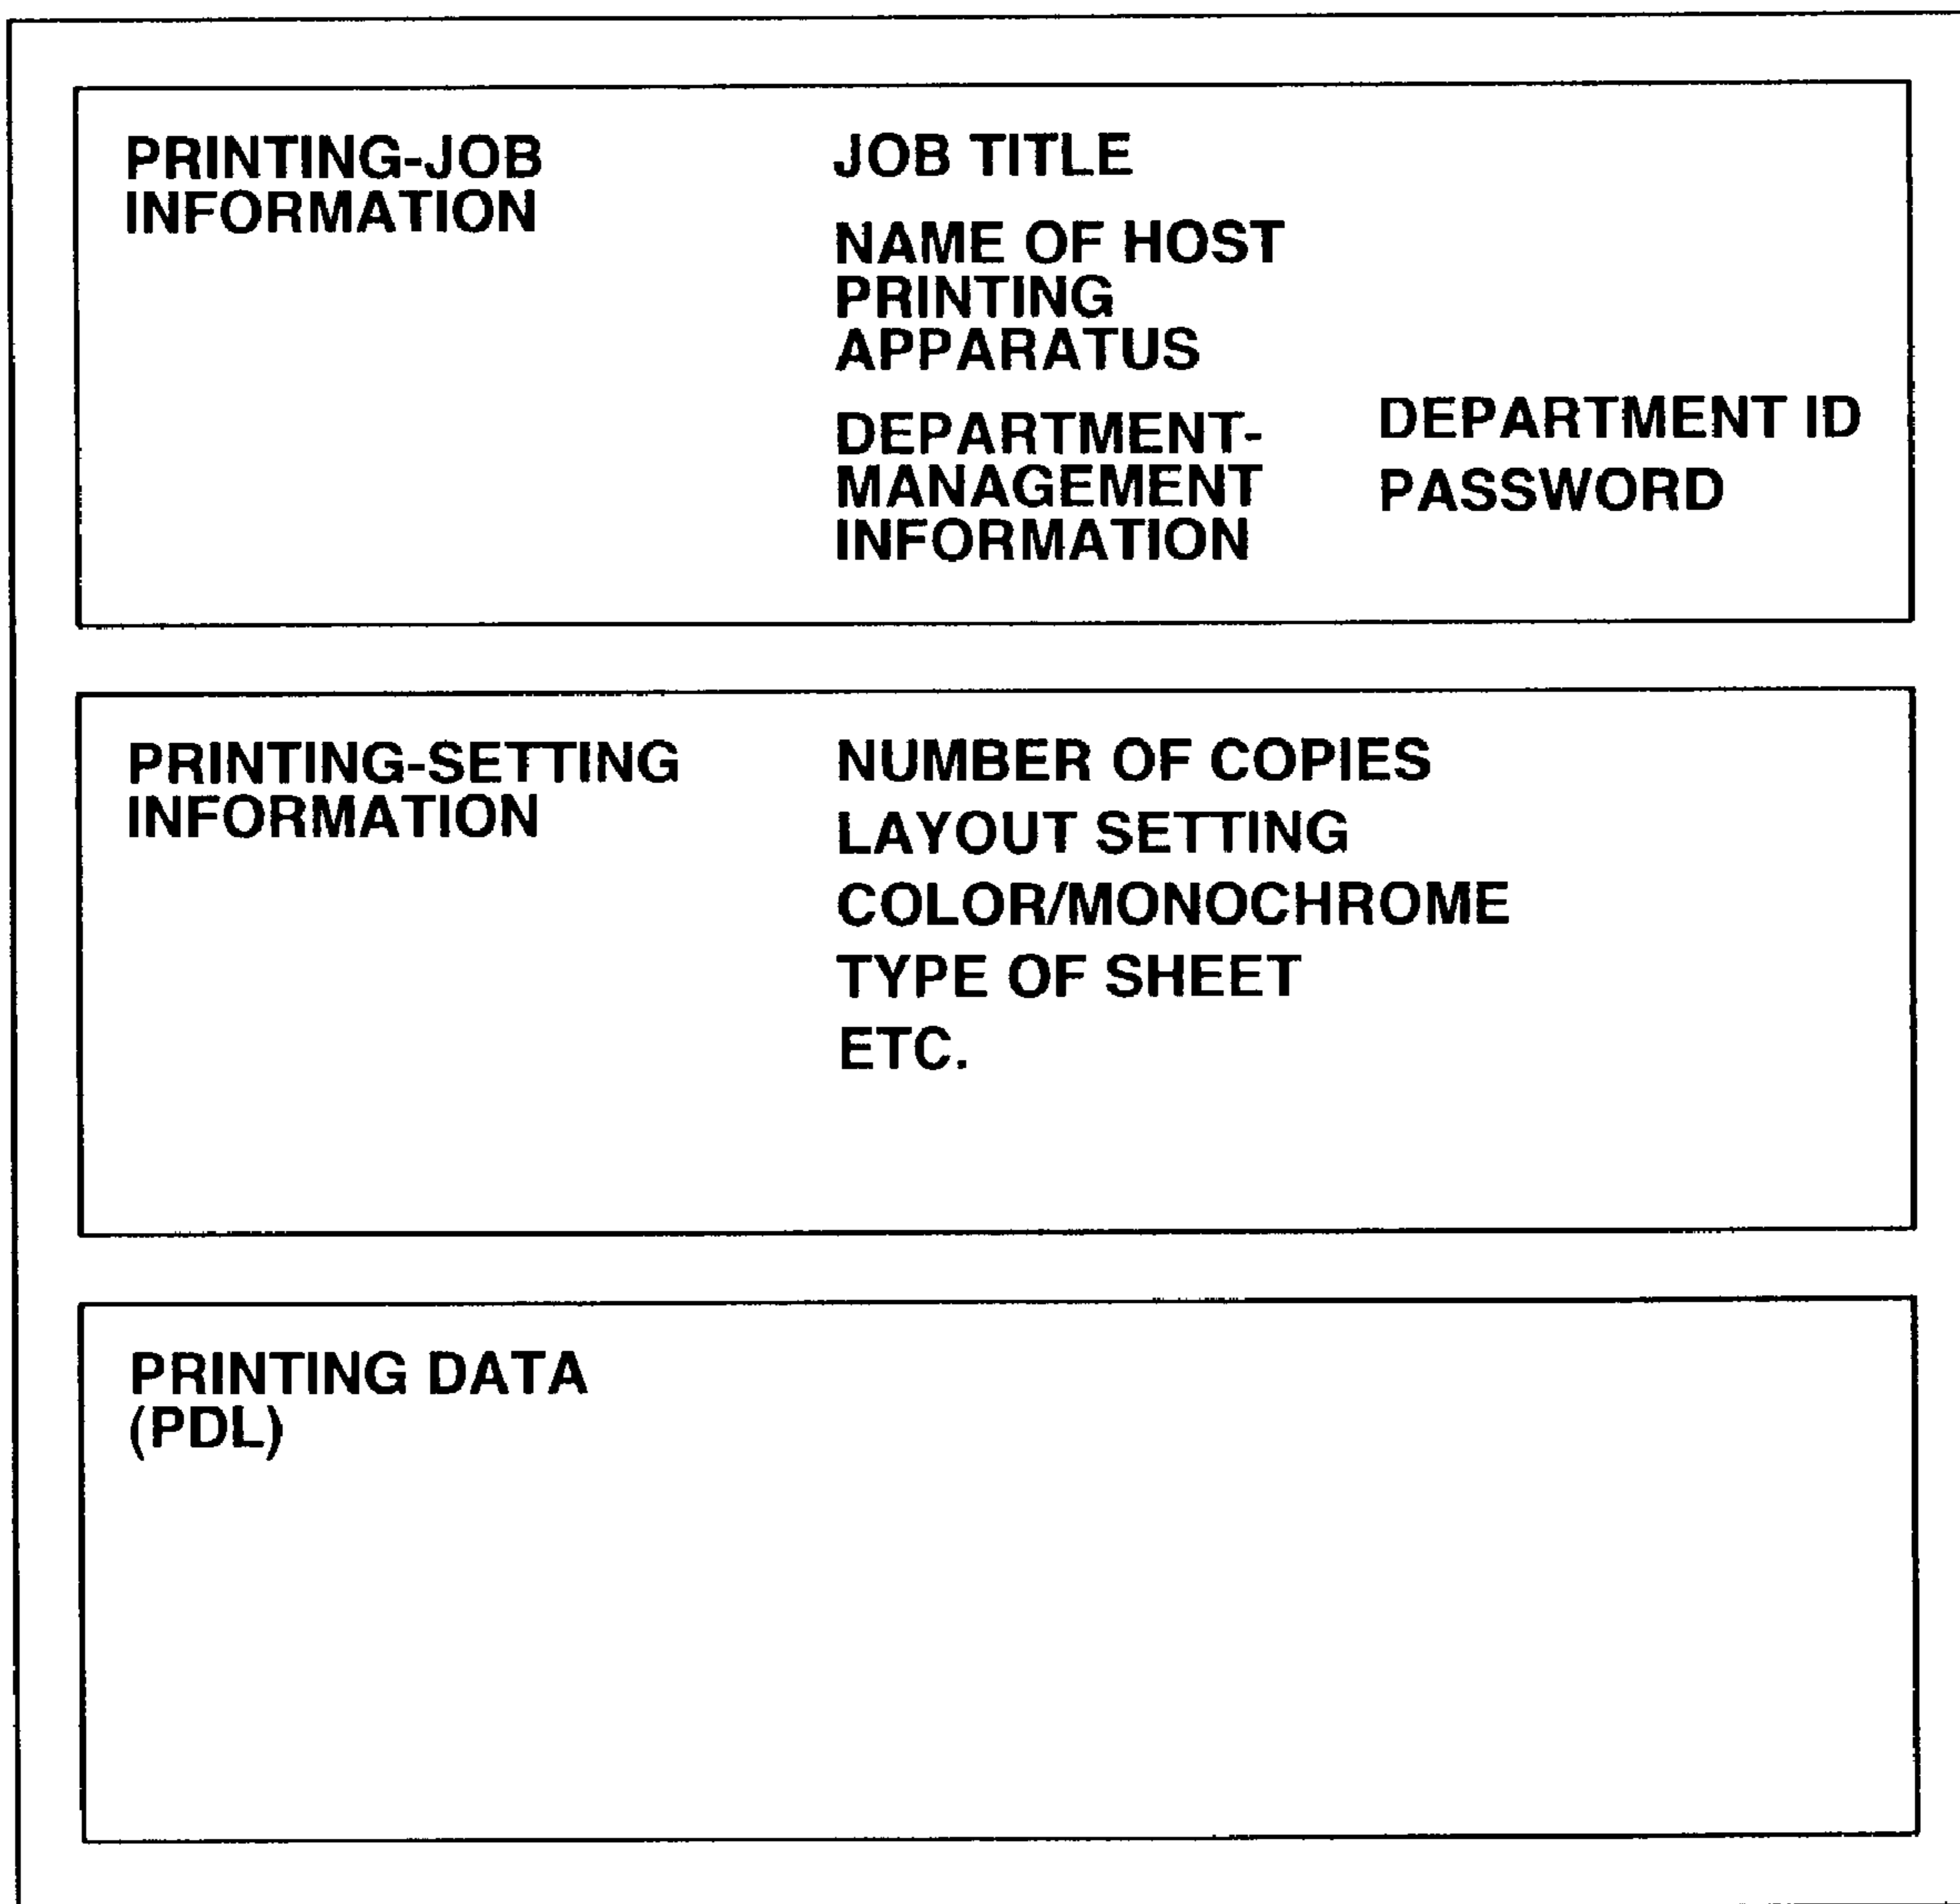 PRINTING-JOB
INFORMATION
JOB TITLE
NAME OF HOST
PRINTING
APPARATUS
DEPARTMENT-
MANAGEMENT
INFORMATION
DEPARTMENT ID
PASSWORD
PRINTING-SETTING
INFORMATION
NUMBER OF COPIES
LAYOUT SETTING
COLOR/MONOCHROME
TYPE OF SHEET
ETC.
PRINTING DATA
(PDL)